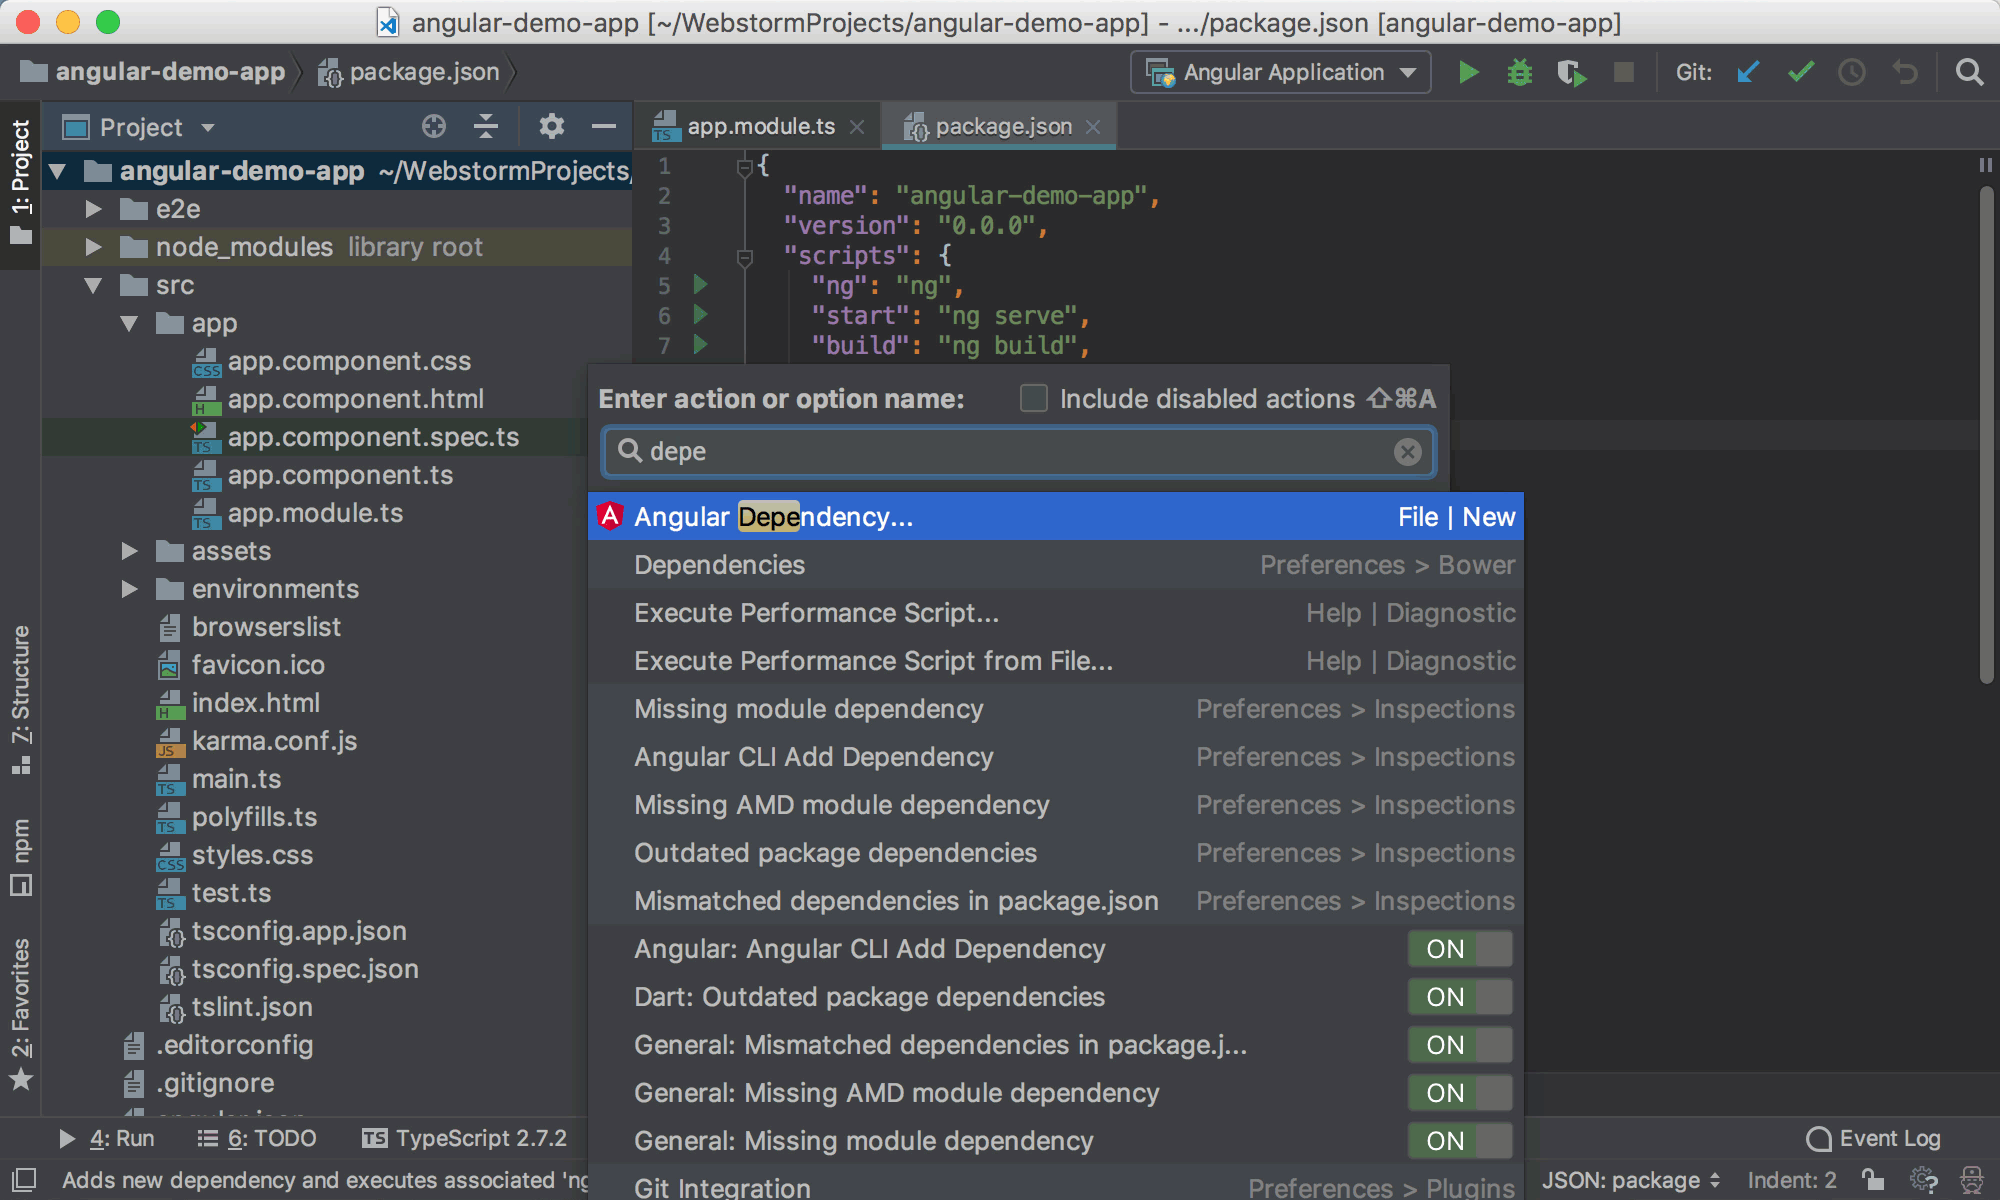 angular-demo-app [~/WebstormProjects/angular-demo-app] - .../package.json [angular-demo-app]
angular-demo-app
package.json
Angular Application
Git:
1: Project
7: Structure
npm
2: Favorites
Project
angular-demo-app ~/WebstormProjects/
e2e
node_modules library root
src
app
CSS app.component.css
H app.component.html
TS app.component.spec.ts
TS app.component.ts
TS app.module.ts
assets
environments
browserslist
favicon.ico
H index.html
JS karma.conf.js
TS main.ts
TS polyfills.ts
CSS styles.css
TS test.ts
tsconfig.app.json
tsconfig.spec.json
tslint.json
.editorconfig
.gitignore
TS app.module.ts
package.json
1 {
2 "name": "angular-demo-app",
3 "version": "0.0.0",
4 "scripts": {
5 "ng": "ng",
6 "start": "ng serve",
7 "build": "ng build",
Enter action or option name:
Include disabled actions ⇧⌘A
depe
Angular Dependency... File | New
Dependencies Preferences > Bower
Execute Performance Script... Help | Diagnostic
Execute Performance Script from File... Help | Diagnostic
Missing module dependency Preferences > Inspections
Angular CLI Add Dependency Preferences > Inspections
Missing AMD module dependency Preferences > Inspections
Outdated package dependencies Preferences > Inspections
Mismatched dependencies in package.json Preferences > Inspections
Angular: Angular CLI Add Dependency ON
Dart: Outdated package dependencies ON
General: Mismatched dependencies in package.j... ON
General: Missing AMD module dependency ON
General: Missing module dependency ON
Git Integration Preferences > Plugins
4: Run
6: TODO
TS TypeScript 2.7.2
Event Log
Adds new dependency and executes associated 'ng
JSON: package
Indent: 2